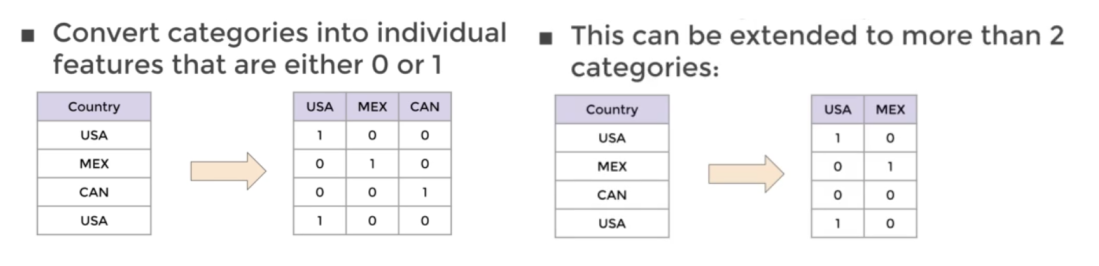 ▪ Convert categories into individual
features that are either 0 or 1
Country
USA
MEX
CAN
USA
USA MEX CAN
1 0 0
0 1 0
0 0 1
1 0 0
▪ This can be extended to more than 2
categories:
Country
USA
MEX
CAN
USA
USA MEX
1 0
0 1
0 0
1 0